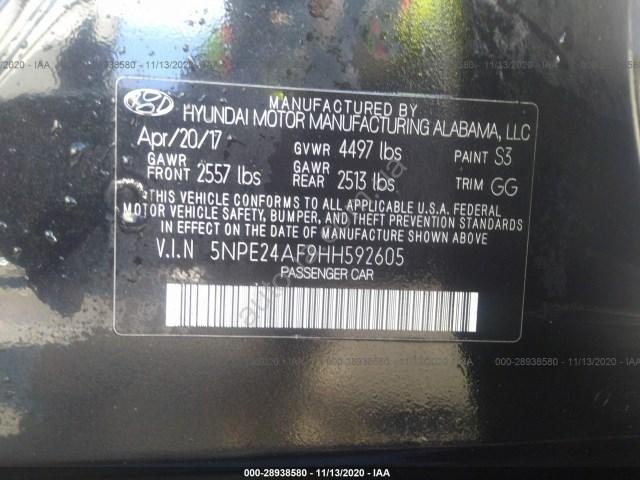 000-28938580 - 11/13/2020 - IAA
MANUFACTURED BY
HYUNDAI MOTOR MANUFACTURING ALABAMA, LLC
Apr/20/17 GVWR 4497 lbs PAINT S3
GAWR FRONT 2557 lbs GAWR REAR 2513 lbs TRIM GG
THIS VEHICLE CONFORMS TO ALL APPLICABLE U.S.A. FEDERAL
MOTOR VEHICLE SAFETY, BUMPER, AND THEFT PREVENTION STANDARDS
IN EFFECT ON THE DATE OF MANUFACTURE SHOWN ABOVE.
V.I.N 5NPE24AF9HH592605
PASSENGER CAR
000-28938580 - 11/13/2020 - IAA
000-28938580 - 11/13/2020 - IAA